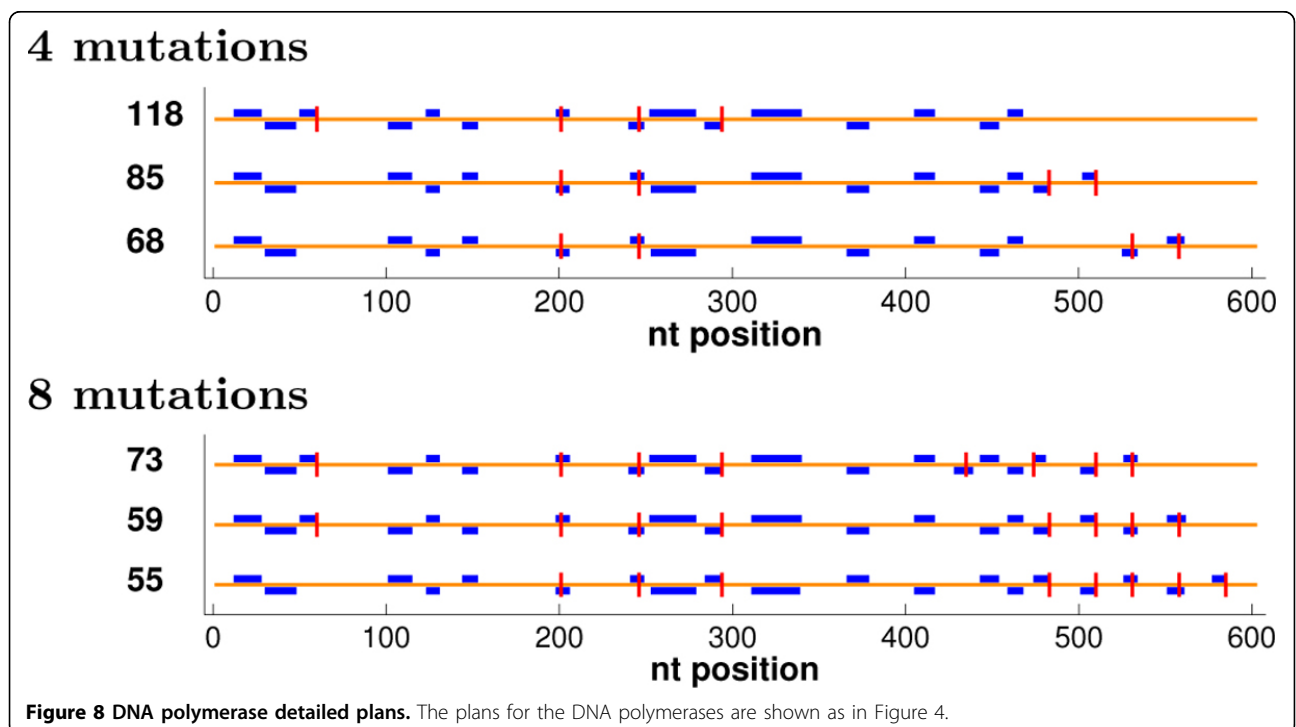 4 mutations
118
85
68
0 100 200 300 400 500 600
nt position
8 mutations
73
59
55
0 100 200 300 400 500 600
nt position
Figure 8 DNA polymerase detailed plans. The plans for the DNA polymerases are shown as in Figure 4.